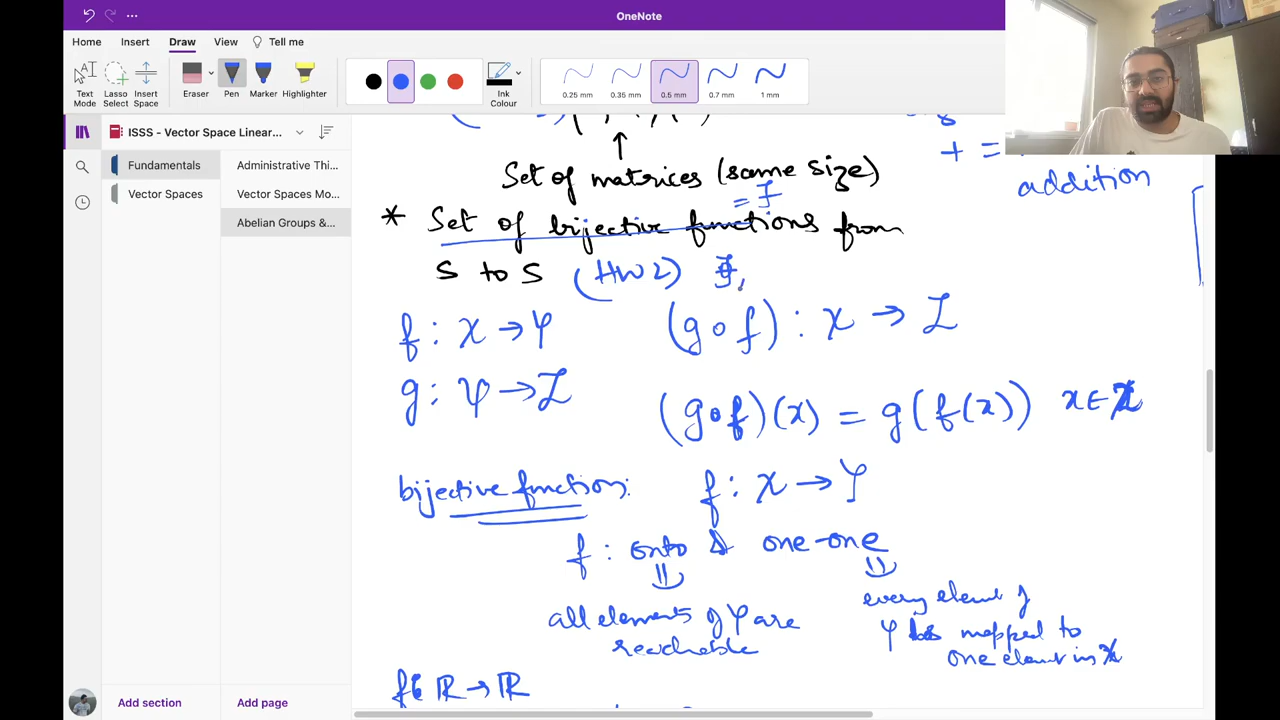 OneNote
Home Insert Draw View Tell me
Text Mode
Lasso Select
Insert Space
Eraser
Pen
Marker
Highlighter
Ink Colour
0.25 mm
0.35 mm
0.5 mm
0.7 mm
1 mm
ISSS - Vector Space Linear...
Fundamentals
Vector Spaces
Administrative Thi...
Vector Spaces Mo...
Abelian Groups &...
Add section
Add page
+ =
addition
Set of matrices (same size)
* Set of bijective functions from
S to S (HW 2)
f : X → Y
(g o f) : X → Z
g : Y → Z
(g o f)(x) = g(f(x)) x ∈ X
bijective function: f : X → Y
f : onto & one-one
all elements of Y are
reachable
every element of
Y is mapped to
one element in X
f: ℝ → ℝ